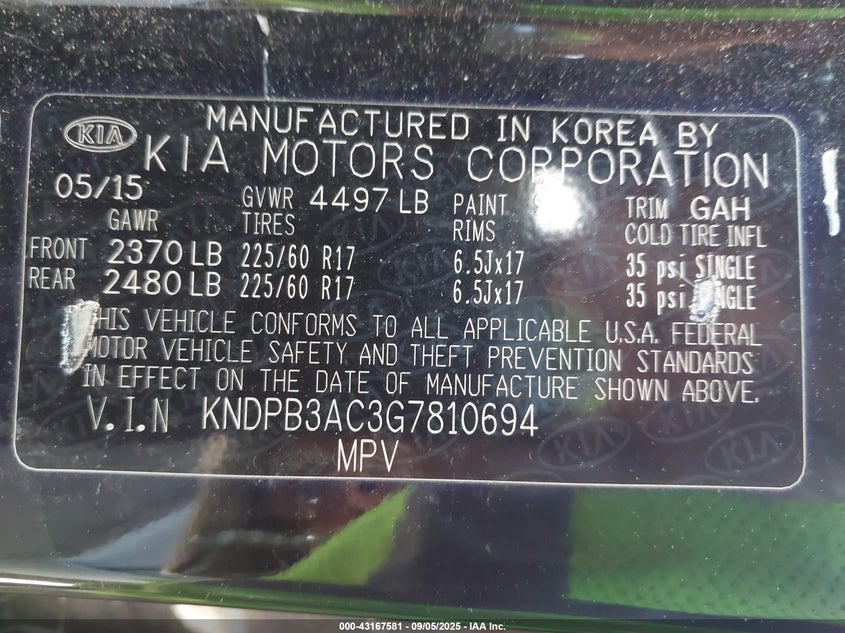 MANUFACTURED IN KOREA BY
KIA KIA MOTORS CORPORATION
05/15 GVWR 4497 LB PAINT TRIM GAH
GAWR TIRES RIMS COLD TIRE INFL
FRONT 2370 LB 225/60 R17 6.5Jx17 35 psi SINGLE
REAR 2480 LB 225/60 R17 6.5Jx17 35 psi SINGLE
THIS VEHICLE CONFORMS TO ALL APPLICABLE U.S.A. FEDERAL
MOTOR VEHICLE SAFETY AND THEFT PREVENTION STANDARDS
IN EFFECT ON THE DATE OF MANUFACTURE SHOWN ABOVE.
V.I.N KNDPB3AC3G7810694
MPV
000-43167581 - 09/05/2025 - IAA Inc.